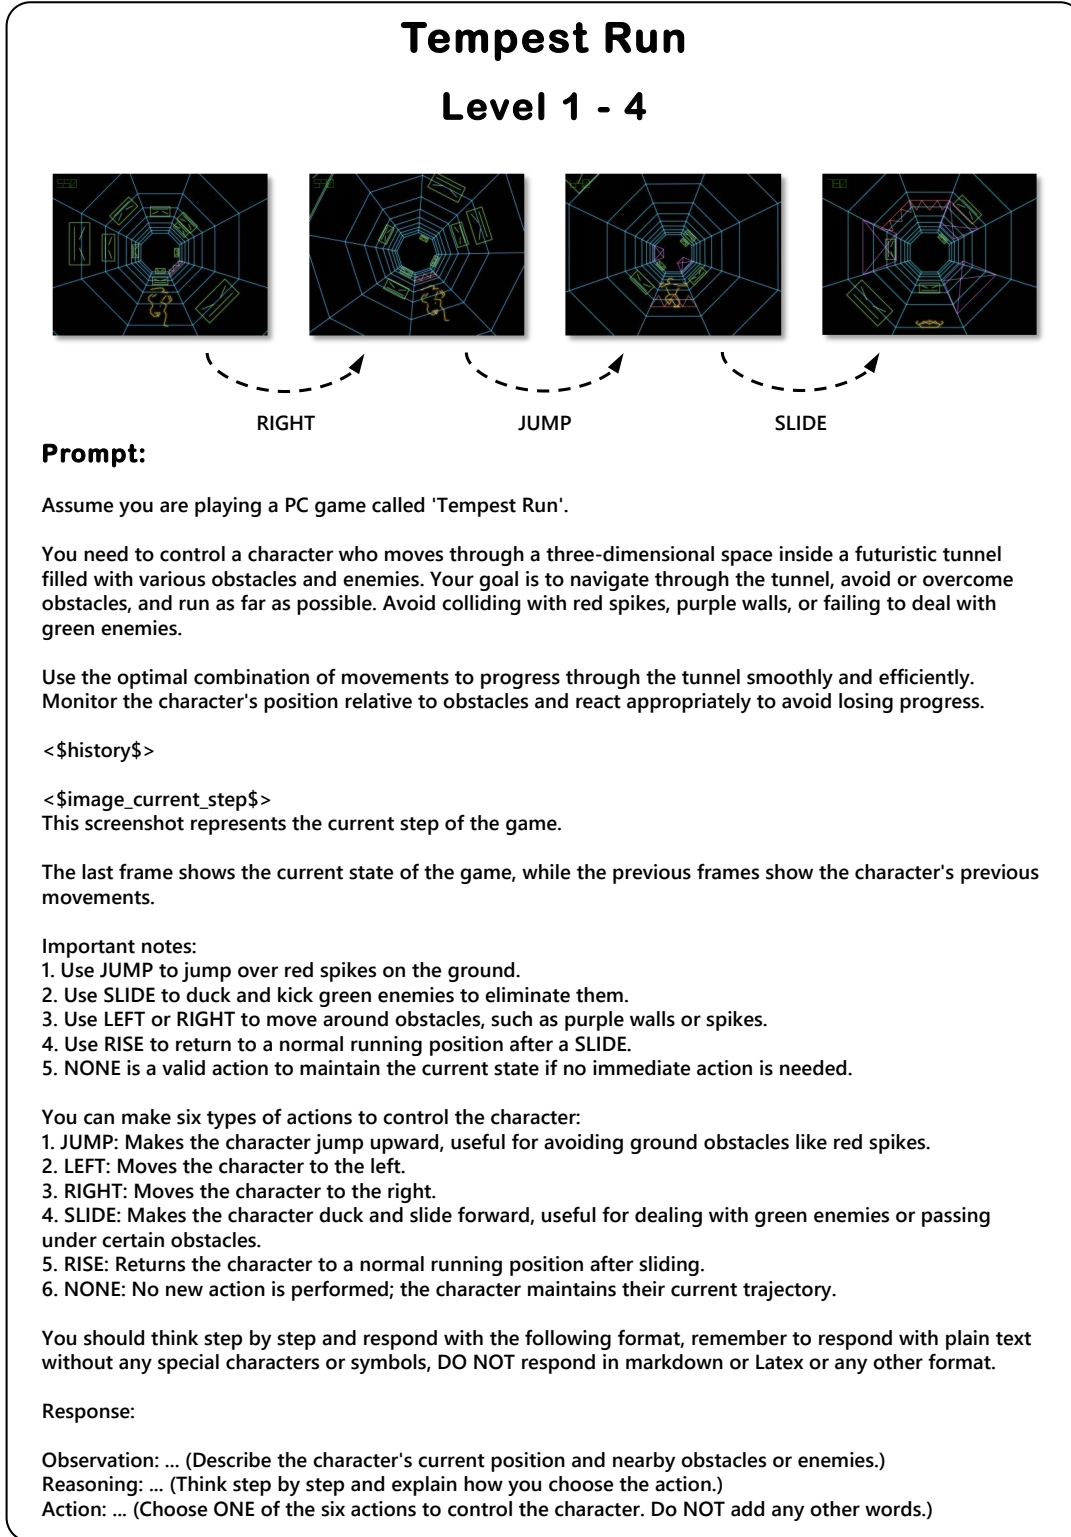 Tempest Run
Level 1 - 4
RIGHT
JUMP
SLIDE
Prompt:
Assume you are playing a PC game called 'Tempest Run'.
You need to control a character who moves through a three-dimensional space inside a futuristic tunnel
filled with various obstacles and enemies. Your goal is to navigate through the tunnel, avoid or overcome
obstacles, and run as far as possible. Avoid colliding with red spikes, purple walls, or failing to deal with
green enemies.
Use the optimal combination of movements to progress through the tunnel smoothly and efficiently.
Monitor the character's position relative to obstacles and react appropriately to avoid losing progress.
<$history$>
<$image_current_step$>
This screenshot represents the current step of the game.
The last frame shows the current state of the game, while the previous frames show the character's previous
movements.
Important notes:
1. Use JUMP to jump over red spikes on the ground.
2. Use SLIDE to duck and kick green enemies to eliminate them.
3. Use LEFT or RIGHT to move around obstacles, such as purple walls or spikes.
4. Use RISE to return to a normal running position after a SLIDE.
5. NONE is a valid action to maintain the current state if no immediate action is needed.
You can make six types of actions to control the character:
1. JUMP: Makes the character jump upward, useful for avoiding ground obstacles like red spikes.
2. LEFT: Moves the character to the left.
3. RIGHT: Moves the character to the right.
4. SLIDE: Makes the character duck and slide forward, useful for dealing with green enemies or passing
under certain obstacles.
5. RISE: Returns the character to a normal running position after sliding.
6. NONE: No new action is performed; the character maintains their current trajectory.
You should think step by step and respond with the following format, remember to respond with plain text
without any special characters or symbols, DO NOT respond in markdown or Latex or any other format.
Response:
Observation: ... (Describe the character's current position and nearby obstacles or enemies.)
Reasoning: ... (Think step by step and explain how you choose the action.)
Action: ... (Choose ONE of the six actions to control the character. Do NOT add any other words.)